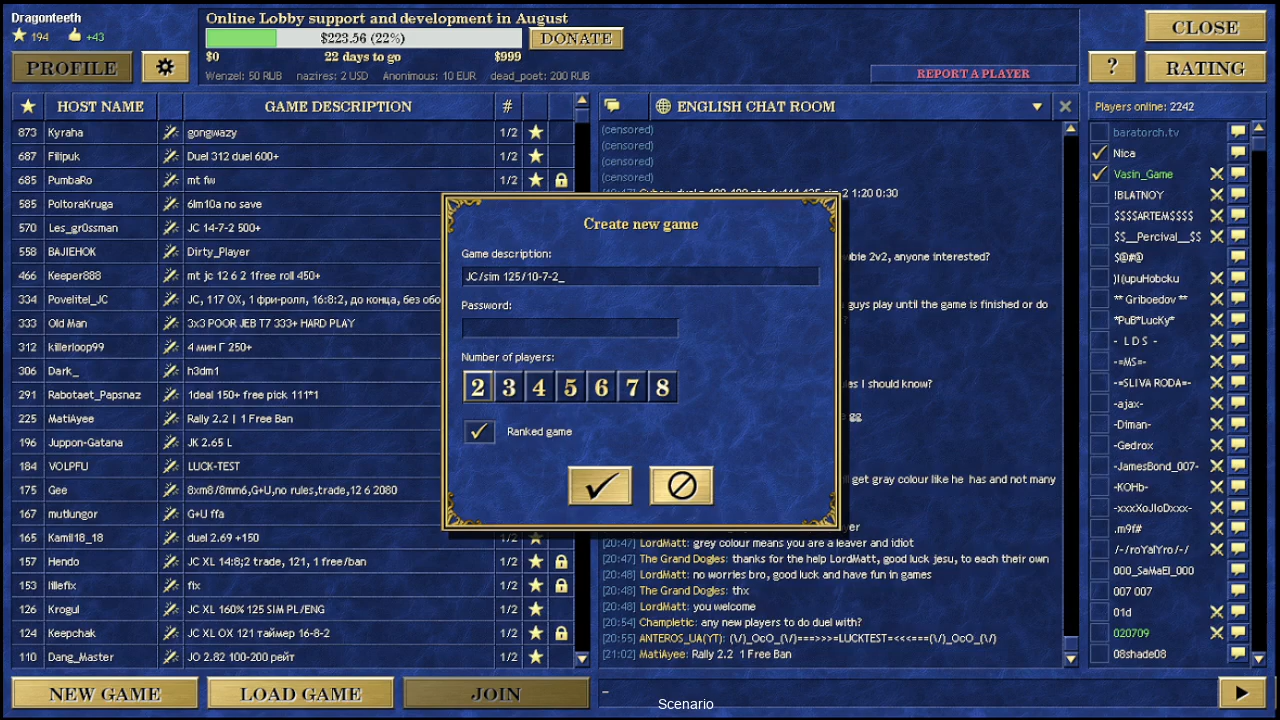 Dragonteeth
194 +43
PROFILE
Online Lobby support and development in August
$223.56 (22%)
DONATE
$0 22 days to go $999
Wenzel: 50 RUB nazires: 2 USD Anonimous: 10 EUR dead_poet: 200 RUB
REPORT A PLAYER
CLOSE
? RATING
HOST NAME GAME DESCRIPTION #
873 Kyraha gongwazy 1/2
687 Filipuk Duel 312 duel 600+ 1/2
685 PumbaRo mt fw 1/2
585 PoltoraKruga 6lm10a no save
570 Les_gr0ssman JC 14-7-2 500+
558 BAJIEHOK Dirty_Player
466 Keeper888 mt jc 12 6 2 1free roll 450+
334 Povelitel_JC JC, 117 OX, 1 фри-ролл, 16:8:2, до конца, без обо
333 Old Man 3x3 POOR JEB T7 333+ HARD PLAY
312 killerloop99 4 мин Г 250+
306 Dark_ h3dm1
291 Rabotaet_Papsnaz 1deal 150+ free pick 111*1
225 MatiAyee Rally 2.2 | 1 Free Ban
196 Juppon-Gatana JK 2.65 L
184 VOLPFU LUCK-TEST
175 Gee 8xm8/8mm6,G+U,no rules,trade,12 6 2080
167 mutlungor G+U ffa
165 Kamil18_18 duel 2.69 +150 1/2
157 Hendo JC XL 14:8;2 trade, 121, 1 free/ban 1/2
153 lillefix fix 1/2
126 Krogul JC XL 160% 125 SIM PL/ENG 1/2
124 Keepchak JC XL OX 121 таймер 16-8-2 1/2
110 Dang_Master JO 2.82 100-200 рейт 1/2
NEW GAME LOAD GAME JOIN
Create new game
Game description:
JC/sim 125/10-7-2_
Password:
Number of players:
2 3 4 5 6 7 8
Ranked game
ENGLISH CHAT ROOM
(censored)
(censored)
(censored)
(censored)
2 1:20 0:30
2v2, anyone interested?
guys play until the game is finished or do
I should know?
gg
get gray colour like he has and not many
[20:47] LordMatt: grey colour means you are a leaver and idiot
[20:47] The Grand Dogles: thanks for the help LordMatt, good luck jesu, to each their own
[20:48] LordMatt: no worries bro, good luck and have fun in games
[20:48] The Grand Dogles: thx
[20:48] LordMatt: you welcome
[20:54] Champletic: any new players to do duel with?
[20:55] ANTEROS_UA(YT): (\/)_OcO_(\/)====>>>=LUCKTEST=<<<===(\/)_OcO_(\/)
[21:02] MatiAyee: Rally 2.2 1 Free Ban
Scenario
Players online: 2242
baratorch.tv
Nica
Vasin_Game
!BLATNOY
$$$$ARTEM$$$$
$$__Percival__$$
$@#@
)I(upuHobcku
** Griboedov **
*PuB*LucKy*
- L D S -
-=MS=-
-=SLIVA RODA=-
-ajax-
-Diman-
-Gedrox
-JamesBond_007-
-KOHb-
-xxxXoJIoDxxx-
.m9f#
/-/roYalYro/-/
000_SaMaEl_000
007 007
01d
020709
08shade08